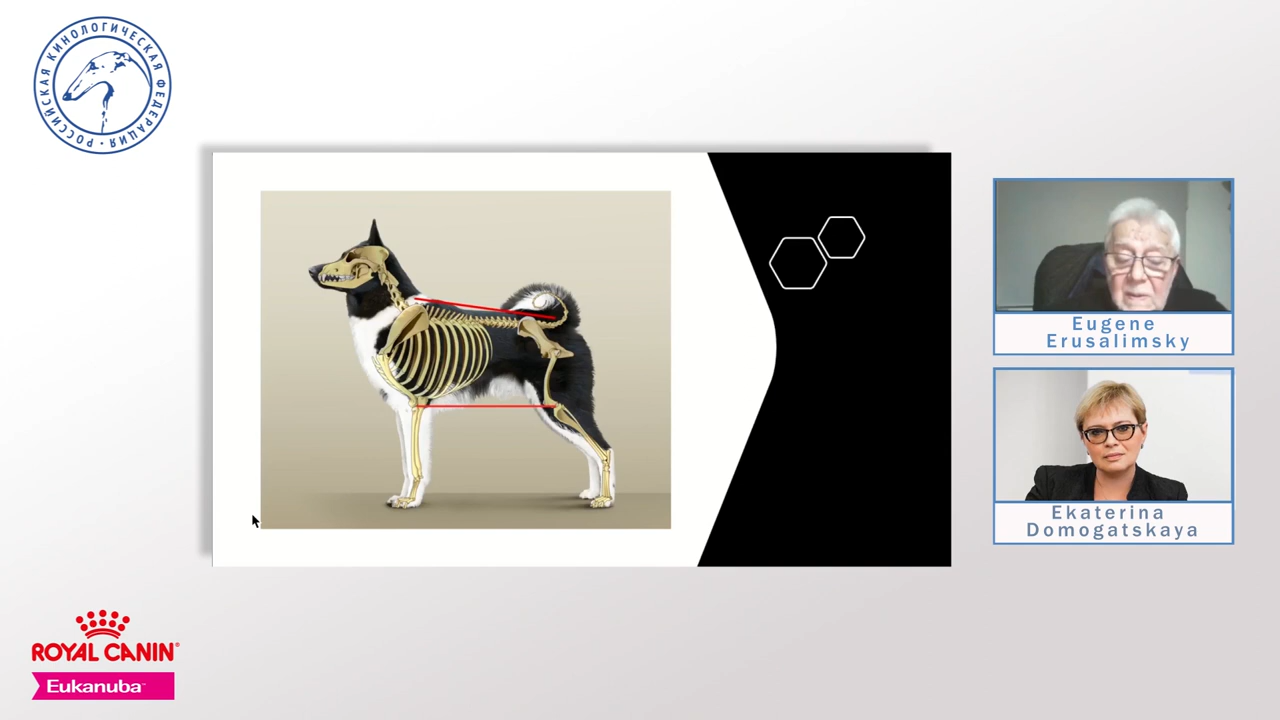 РОССИЙСКАЯ КИНОЛОГИЧЕСКАЯ ФЕДЕРАЦИЯ
Eugene
Erusalimsky
Ekaterina
Domogatskaya
ROYAL CANIN
Eukanuba